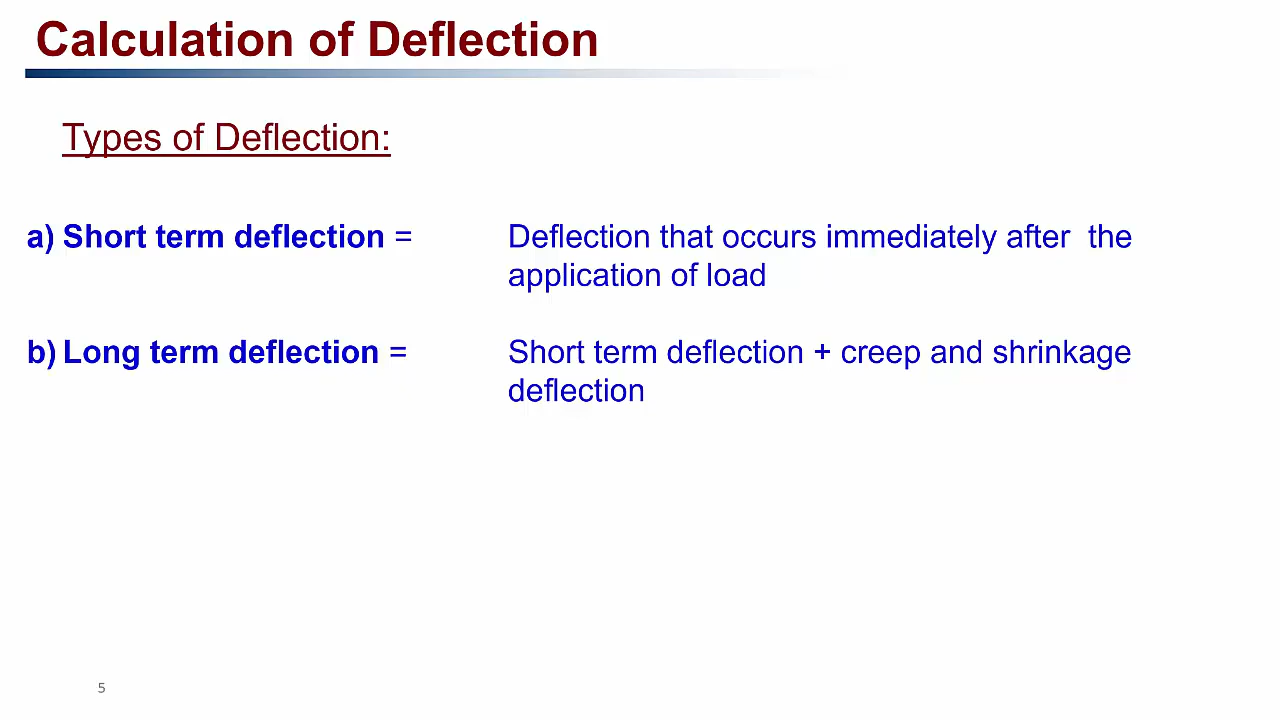 Calculation of Deflection
Types of Deflection:
a) Short term deflection = Deflection that occurs immediately after the
application of load
b) Long term deflection = Short term deflection + creep and shrinkage
deflection
5